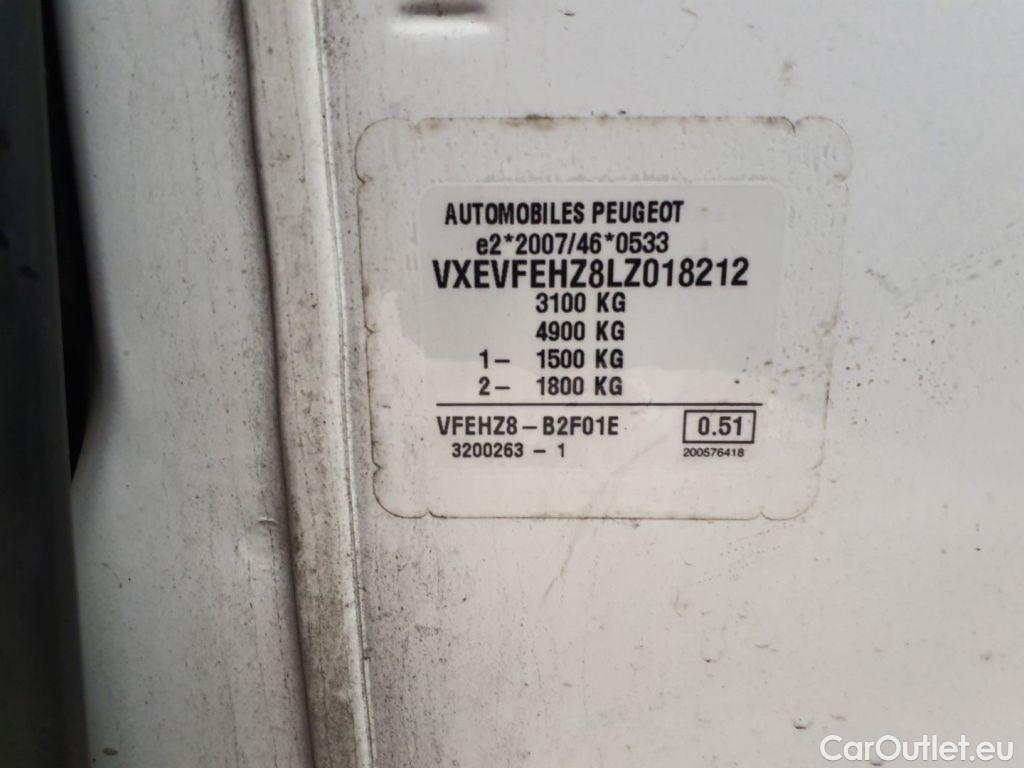 AUTOMOBILES PEUGEOT
e2*2007/46*0533
VXEVFEHZ8LZ018212
3100 KG
4900 KG
1- 1500 KG
2- 1800 KG
VFEHZ8-B2F01E 0.51
3200263 - 1 200576418
CarOutlet.eu